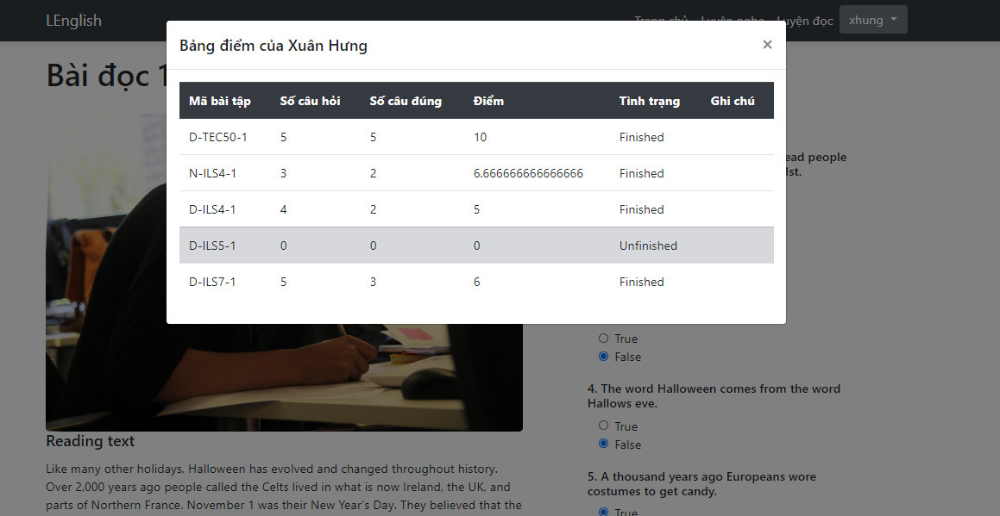 LEnglish Trang chủ Luyện nghe Luyện đọc xhung
Bảng điểm của Xuân Hưng ×
Bài đọc 1
Mã bài tập Số câu hỏi Số câu đúng Điểm Tình trạng Ghi chú
D-TEC50-1 5 5 10 Finished
N-ILS4-1 3 2 6.666666666666666 Finished
D-ILS4-1 4 2 5 Finished
D-ILS5-1 0 0 0 Unfinished
D-ILS7-1 5 3 6 Finished
people
Reading text
Like many other holidays, Halloween has evolved and changed throughout history.
Over 2,000 years ago people called the Celts lived in what is now Ireland, the UK, and
parts of Northern France. November 1 was their New Year's Day. They believed that the
True
False
4. The word Halloween comes from the word
Hallows eve.
True
False
5. A thousand years ago Europeans wore
costumes to get candy.
True